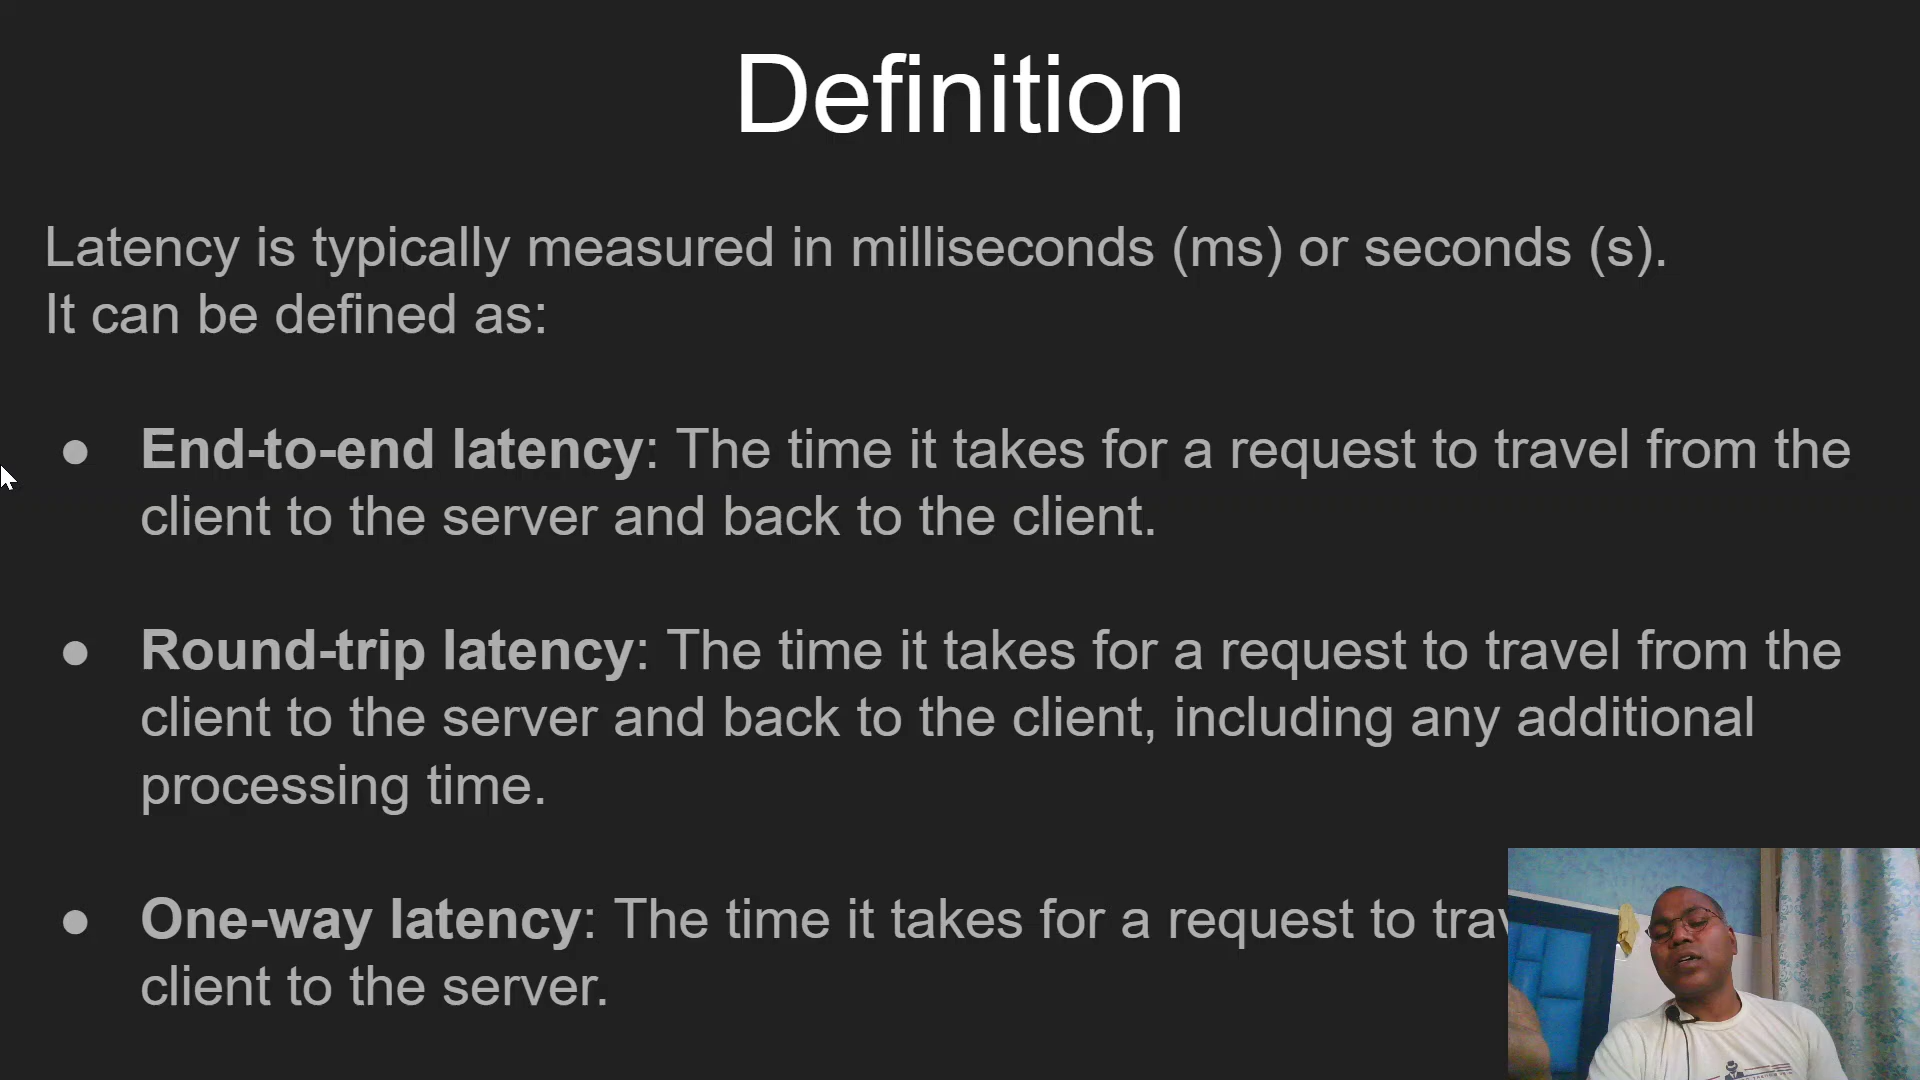 Definition
Latency is typically measured in milliseconds (ms) or seconds (s).
It can be defined as:
● End-to-end latency: The time it takes for a request to travel from the
client to the server and back to the client.
● Round-trip latency: The time it takes for a request to travel from the
client to the server and back to the client, including any additional
processing time.
● One-way latency: The time it takes for a request to
client to the server.